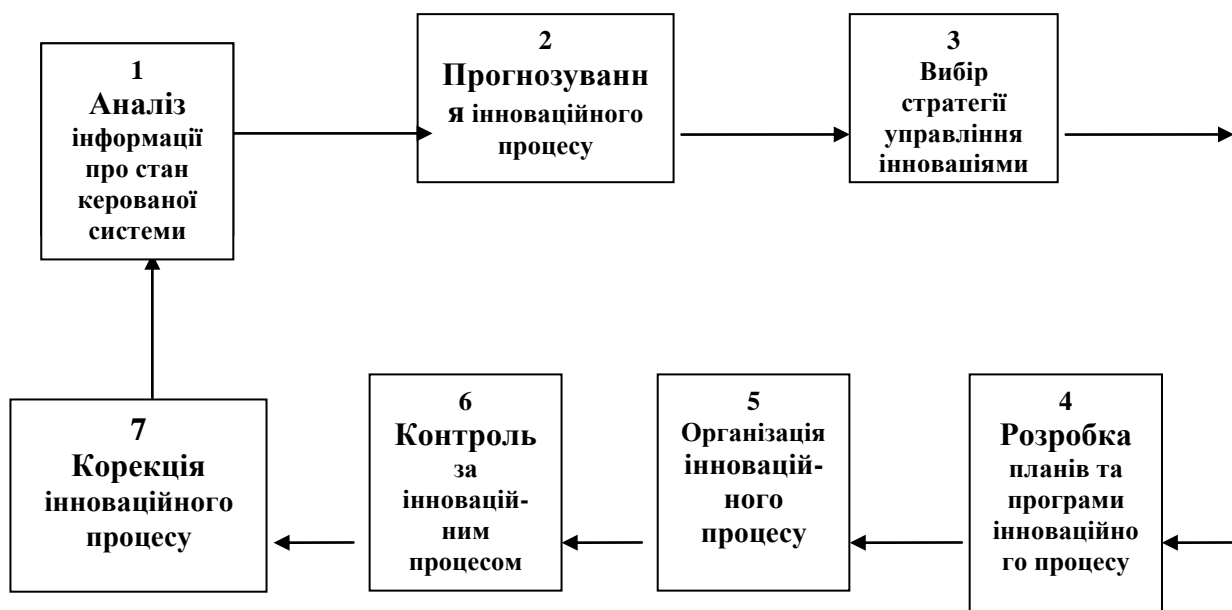 1
Аналіз
інформації
про стан
керованої
системи
2
Прогнозуванн
я інноваційного
процесу
3
Вибір
стратегії
управління
інноваіями
7
Корекція
інноваційного
процесу
6
Контроль
за
інновацій-
ним
процесом
5
Організація
інновацій-
ного
процесу
4
Розробка
планів та
програми
інноваційно
го процесу